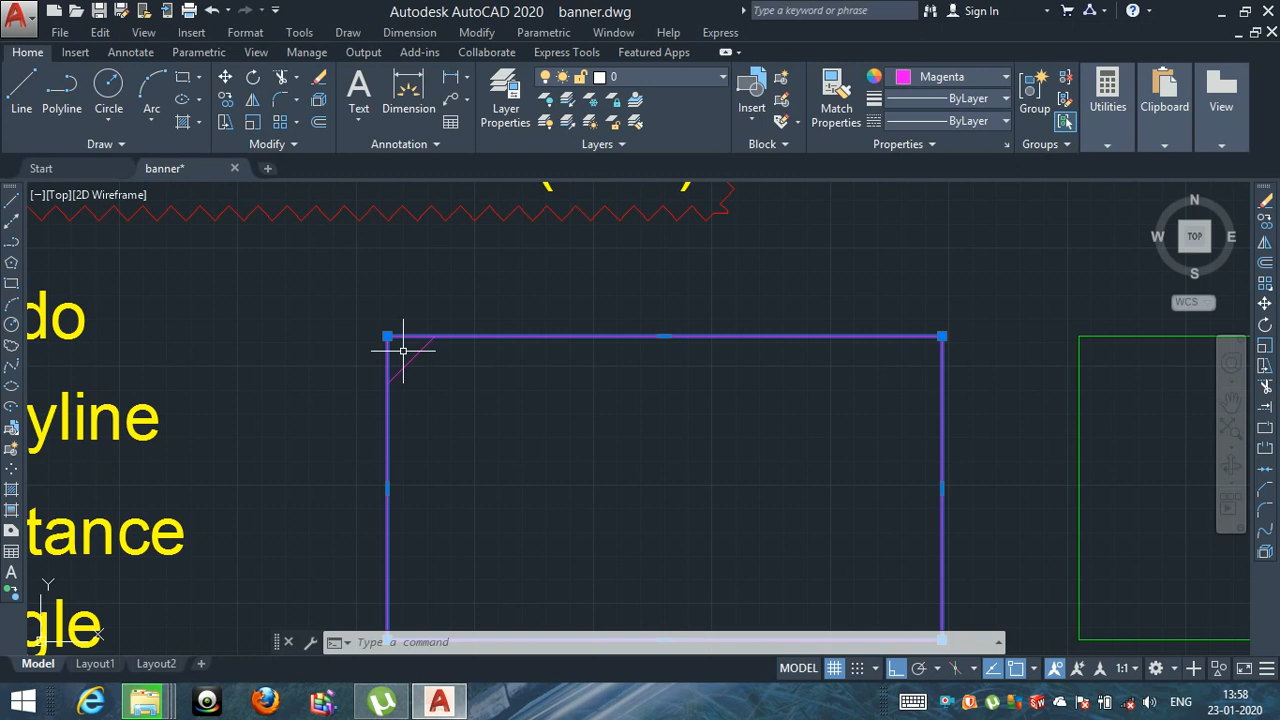 Autodesk AutoCAD 2020 banner.dwg
Type a keyword or phrase
Sign In
File Edit View Insert Format Tools Draw Dimension Modify Parametric Window Help Express
Home Insert Annotate Parametric View Manage Output Add-ins Collaborate Express Tools Featured Apps
0
Magenta
ByLayer
ByLayer
Line Polyline Circle Arc
Text Dimension
Layer Properties
Insert
Match Properties
Group Utilities Clipboard View
Draw Modify Annotation Layers Block Properties Groups
Start banner*
[−][Top][2D Wireframe]
N
W TOP E
S
WCS
do
yline
tance
gle
Y
X
Type a command
Model Layout1 Layout2
MODEL 1:1
ENG
13:58
23-01-2020